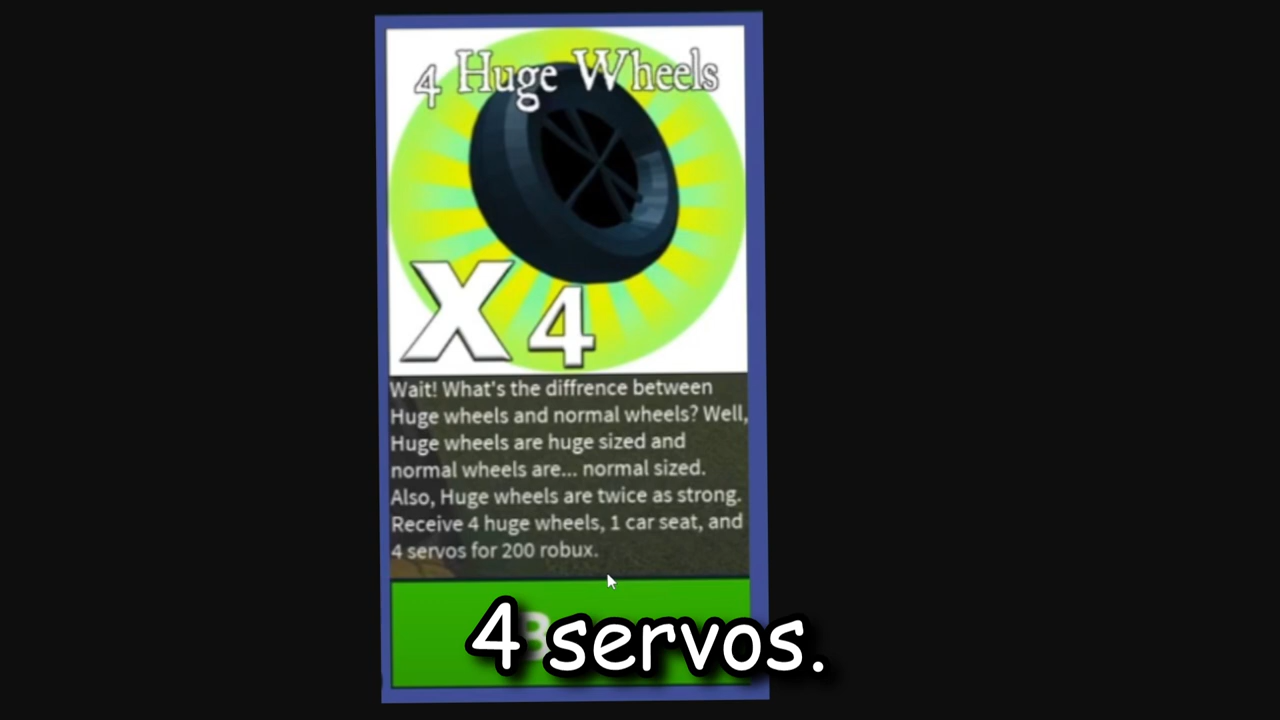 4 Huge Wheels
X 4
Wait! What's the diffrence between
Huge wheels and normal wheels? Well,
Huge wheels are huge sized and
normal wheels are... normal sized.
Also, Huge wheels are twice as strong.
Receive 4 huge wheels, 1 car seat, and
4 servos for 200 robux.
4 servos.